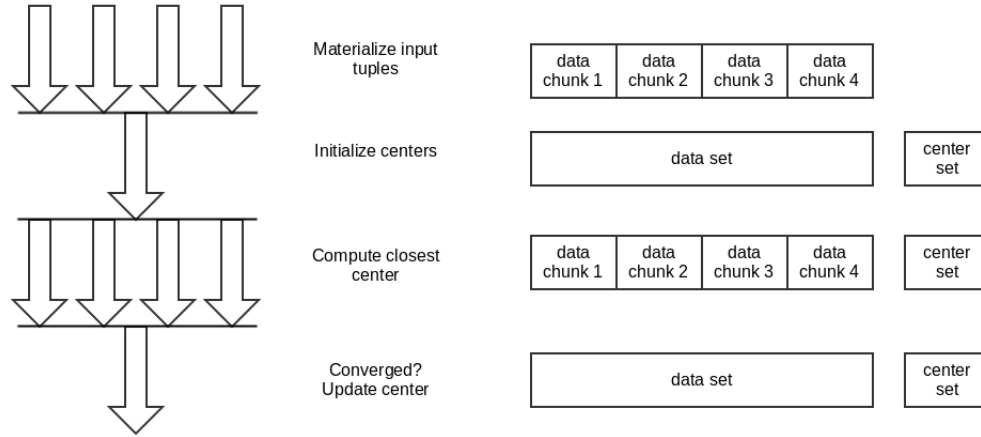 Materialize input
tuples
data
chunk 1
data
chunk 2
data
chunk 3
data
chunk 4
Initialize centers
data set
center
set
Compute closest
center
data
chunk 1
data
chunk 2
data
chunk 3
data
chunk 4
center
set
Converged?
Update center
data set
center
set